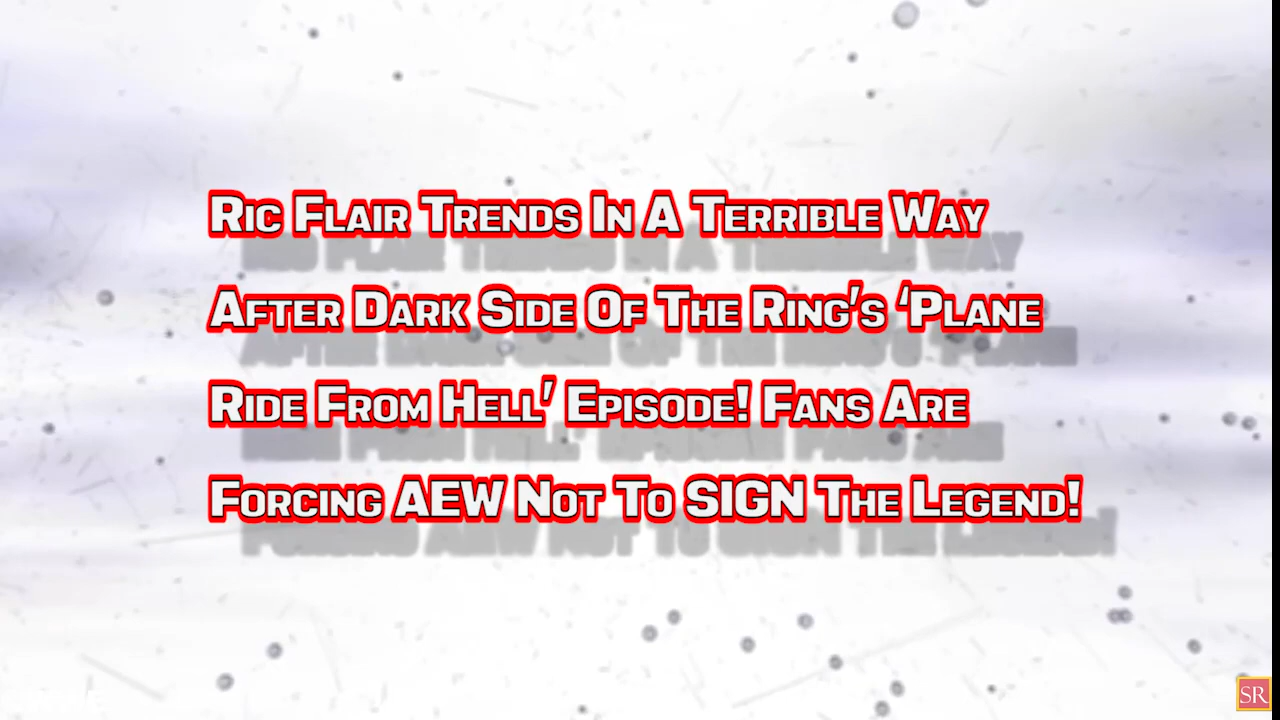 Ric Flair Trends In A Terrible Way
After Dark Side Of The Ring's ‘Plane
Ride From Hell’ Episode! Fans Are
Forcing AEW Not To SIGN The Legend!
SR